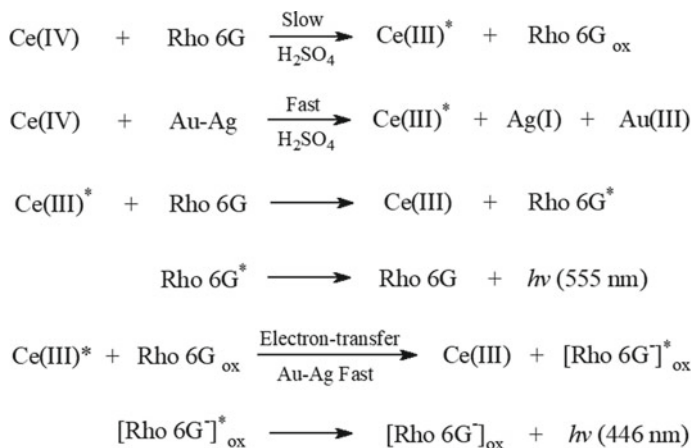 Ce(IV) + Rho 6G Slow H₂SO₄ Ce(III)* + Rho 6G ox
Ce(IV) + Au-Ag Fast H₂SO₄ Ce(III)* + Ag(I) + Au(III)
Ce(III)* + Rho 6G Ce(III) + Rho 6G*
Rho 6G* Rho 6G + hv (555 nm)
Ce(III)* + Rho 6G ox Electron-transfer Au-Ag Fast Ce(III) + [Rho 6G⁻]*ox
[Rho 6G⁻]*ox [Rho 6G⁻]ox + hv (446 nm)